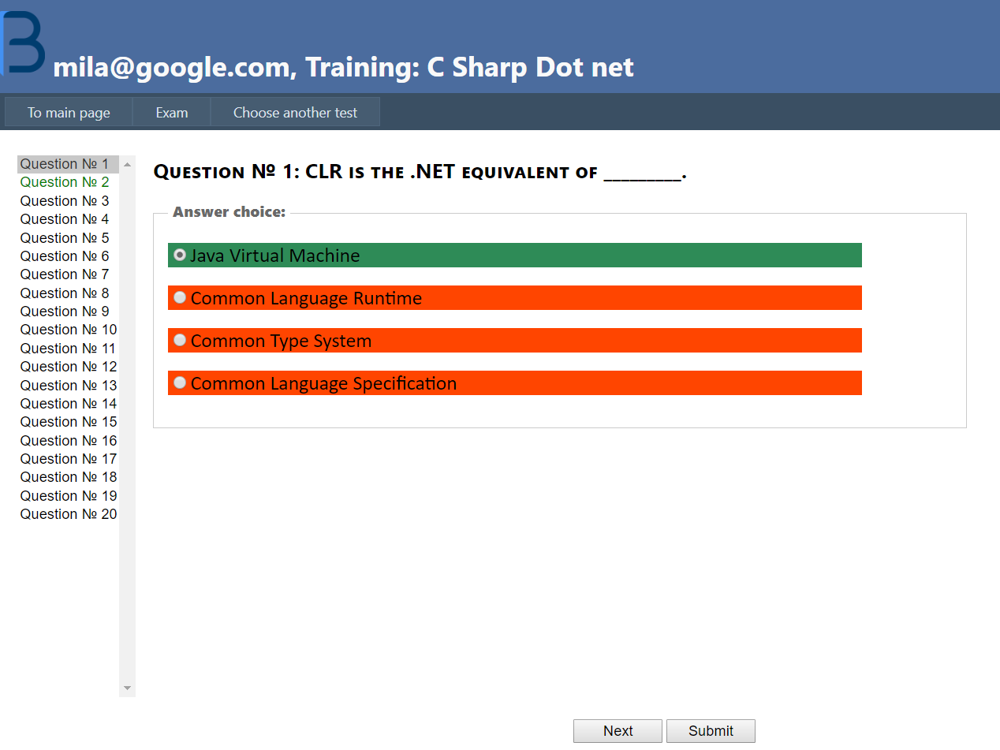 B
mila@google.com, Training: C Sharp Dot net
To main page
Exam
Choose another test
Question № 1
Question № 2
Question № 3
Question № 4
Question № 5
Question № 6
Question № 7
Question № 8
Question № 9
Question № 10
Question № 11
Question № 12
Question № 13
Question № 14
Question № 15
Question № 16
Question № 17
Question № 18
Question № 19
Question № 20
Question № 1: CLR is the .NET equivalent of _________.
Answer choice:
Java Virtual Machine
Common Language Runtime
Common Type System
Common Language Specification
Next
Submit